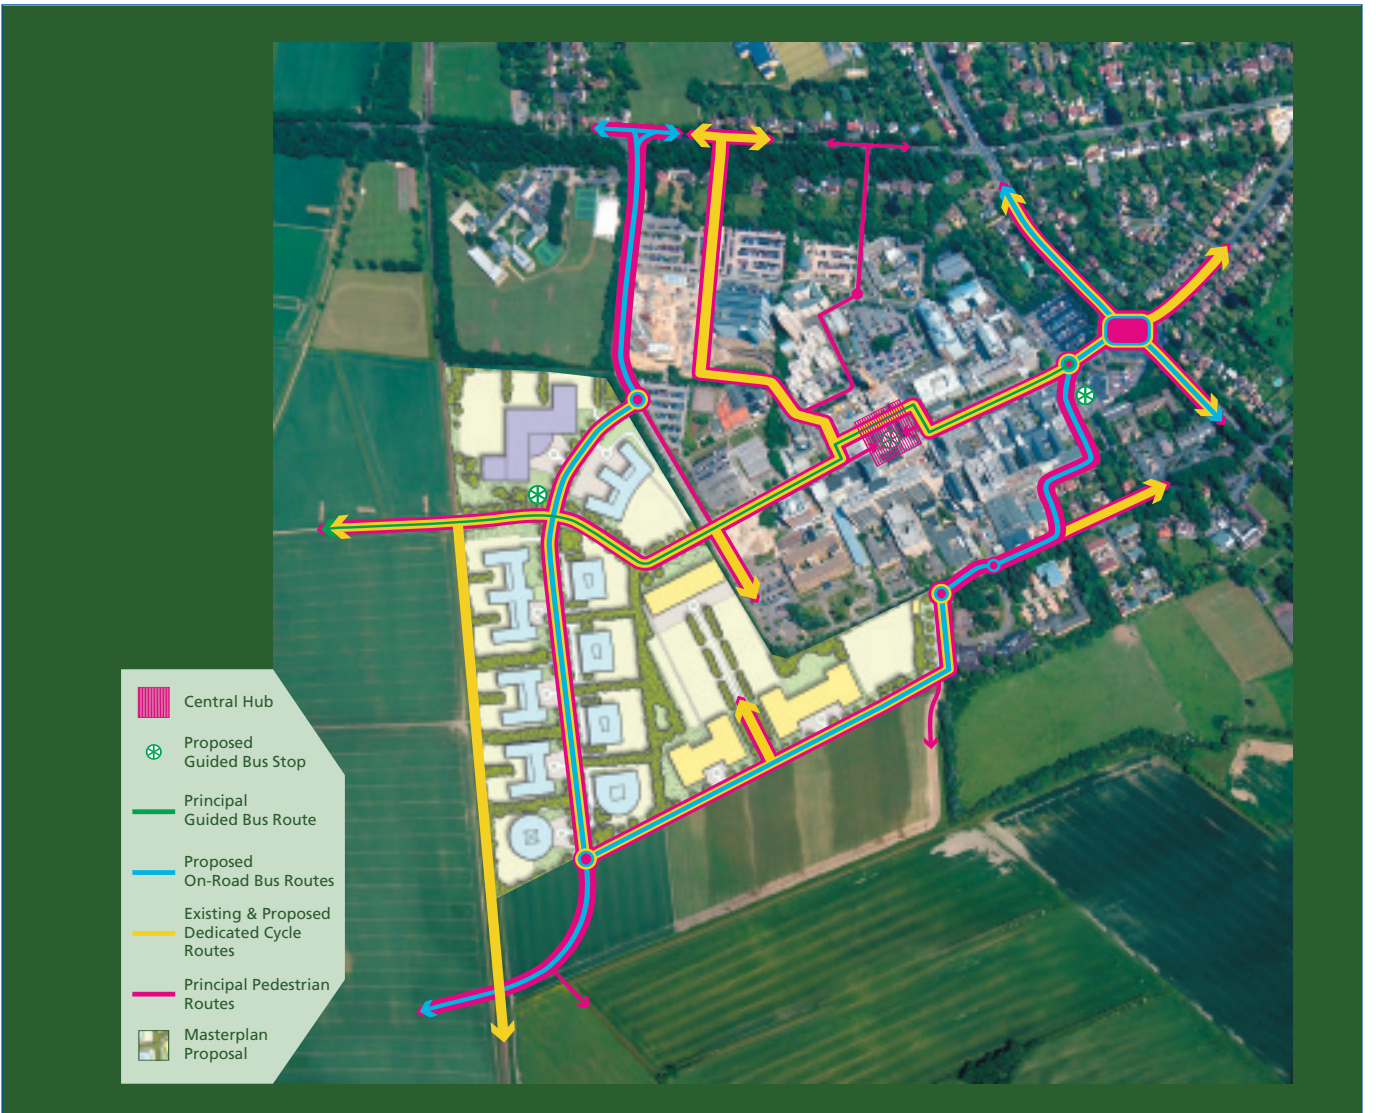 Central Hub
Proposed
Guided Bus Stop
Principal
Guided Bus Route
Proposed
On-Road Bus Routes
Existing & Proposed
Dedicated Cycle
Routes
Principal Pedestrian
Routes
Masterplan
Proposal